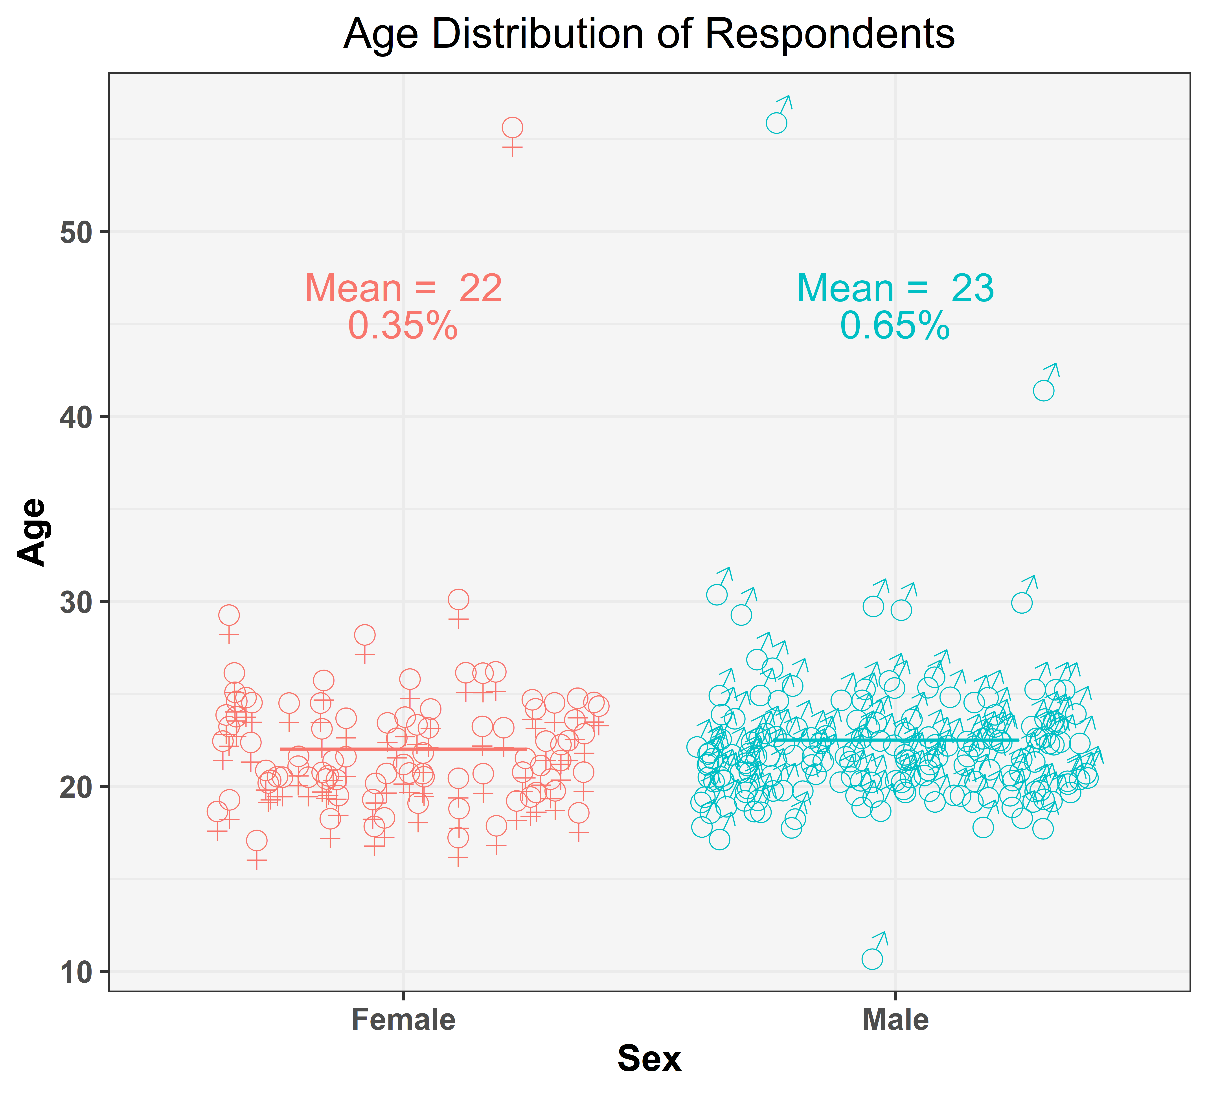 Age Distribution of Respondents
Age
50
40
30
20
10
Mean =  22
0.35%
Mean =  23
0.65%
Female
Male
Sex